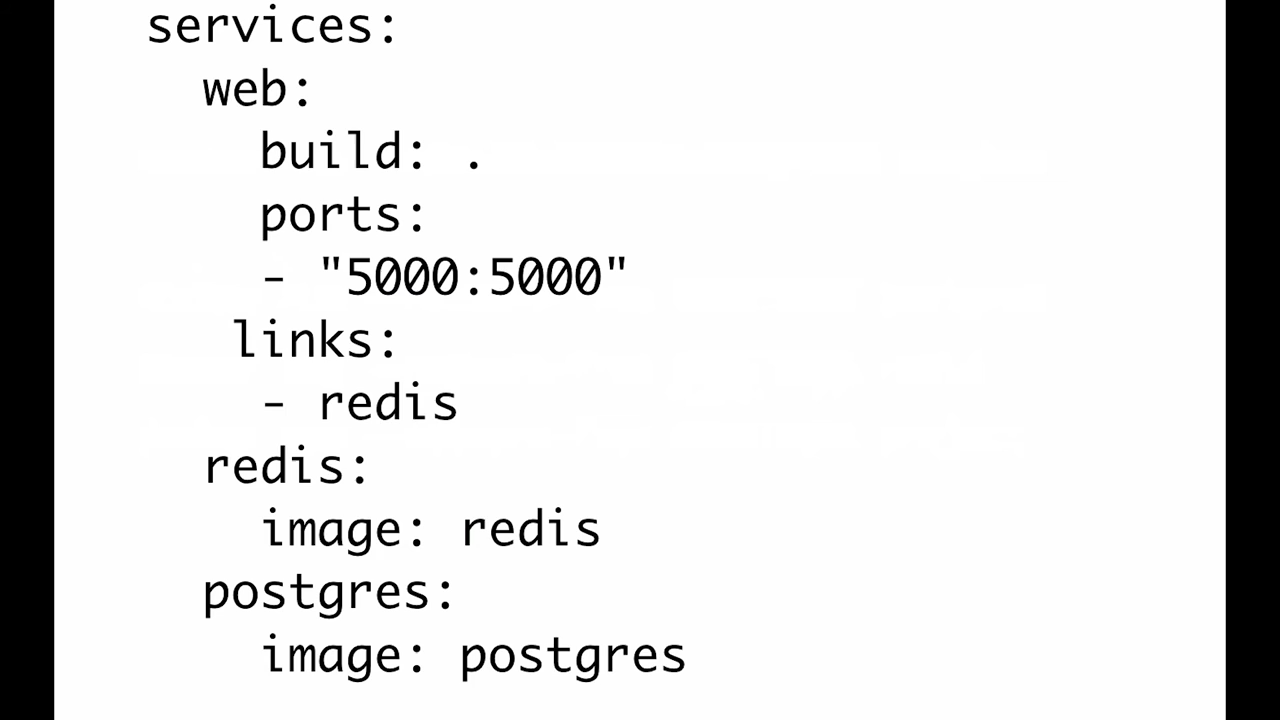 services:
  web:
    build: .
    ports:
    - "5000:5000"
   links:
    - redis
  redis:
    image: redis
  postgres:
    image: postgres